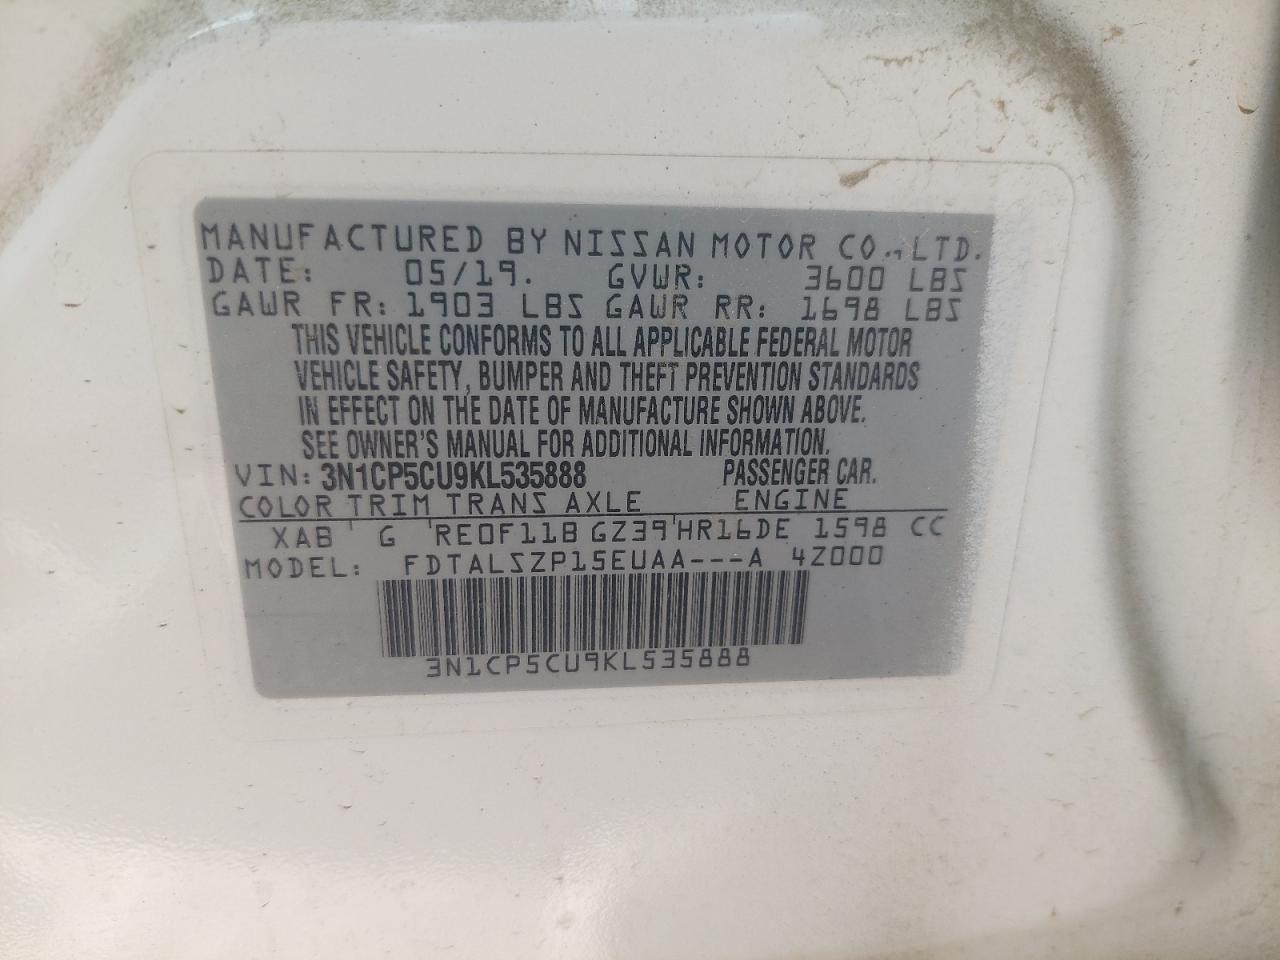 MANUFACTURED BY NISSAN MOTOR CO., LTD.
DATE: 05/19. GVWR: 3600 LBS
GAWR FR: 1903 LBS GAWR RR: 1698 LBS
THIS VEHICLE CONFORMS TO ALL APPLICABLE FEDERAL MOTOR
VEHICLE SAFETY, BUMPER AND THEFT PREVENTION STANDARDS
IN EFFECT ON THE DATE OF MANUFACTURE SHOWN ABOVE.
SEE OWNER'S MANUAL FOR ADDITIONAL INFORMATION.
VIN: 3N1CP5CU9KL535888 PASSENGER CAR.
COLOR TRIM TRANS AXLE ENGINE
XAB G RE0F11B GZ39 HR16DE 1598 CC
MODEL: FDTALSZP15EUAA---A 4Z000
3N1CP5CU9KL535888